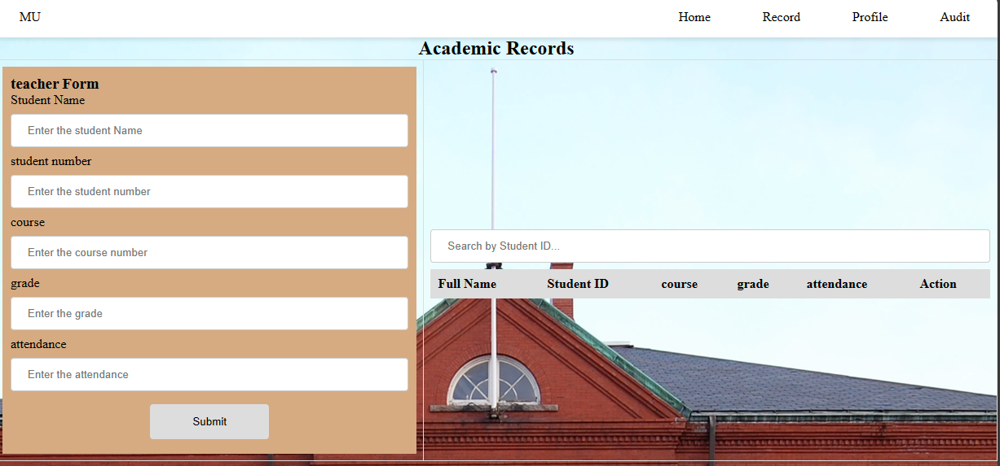 MU Home Record Profile Audit
Academic Records
teacher Form
Student Name
Enter the student Name
student number
Enter the student number
course
Enter the course number
grade
Enter the grade
attendance
Enter the attendance
Submit
Search by Student ID...
Full Name Student ID course grade attendance Action